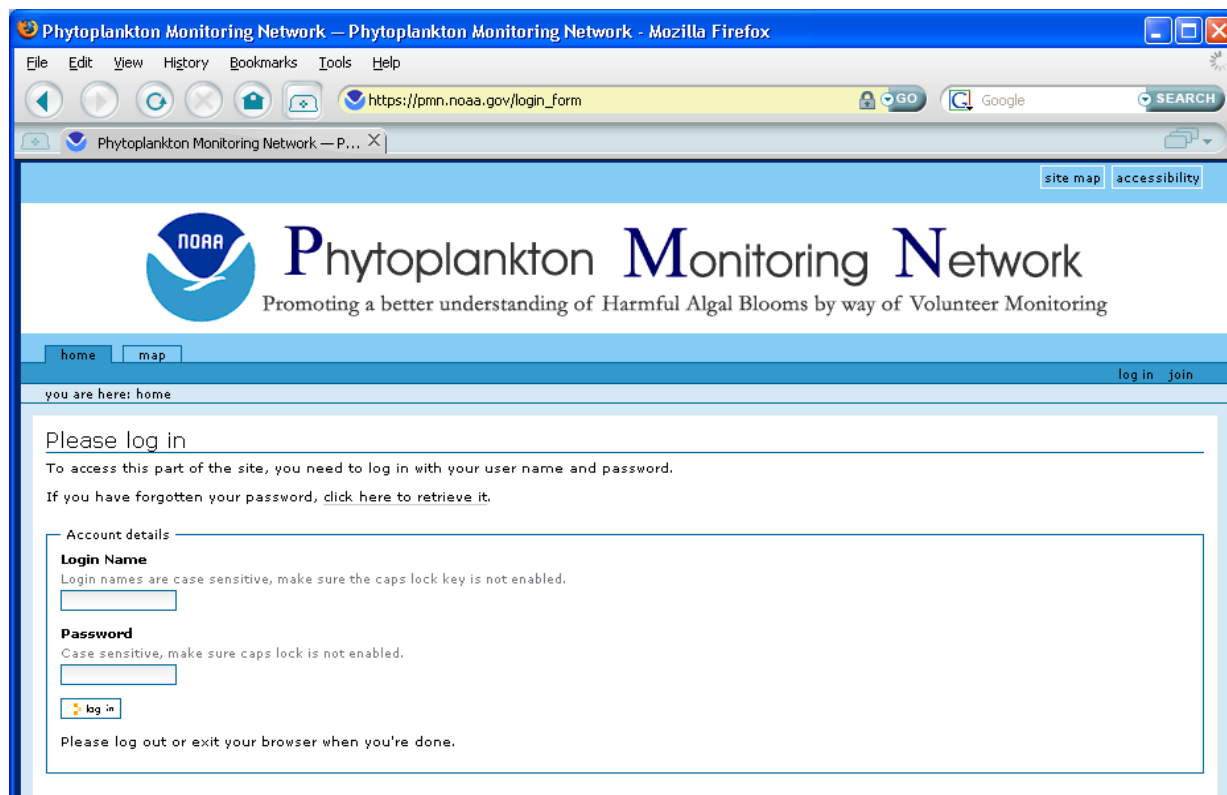 Phytoplankton Monitoring Network — Phytoplankton Monitoring Network - Mozilla Firefox
File Edit View History Bookmarks Tools Help
https://pmn.noaa.gov/login_form GO G Google SEARCH
Phytoplankton Monitoring Network — P...
site map accessibility
NOAA
Phytoplankton Monitoring Network
Promoting a better understanding of Harmful Algal Blooms by way of Volunteer Monitoring
home map
log in join
you are here: home
Please log in
To access this part of the site, you need to log in with your user name and password.
If you have forgotten your password, click here to retrieve it.
Account details
Login Name
Login names are case sensitive, make sure the caps lock key is not enabled.
Password
Case sensitive, make sure caps lock is not enabled.
log in
Please log out or exit your browser when you're done.